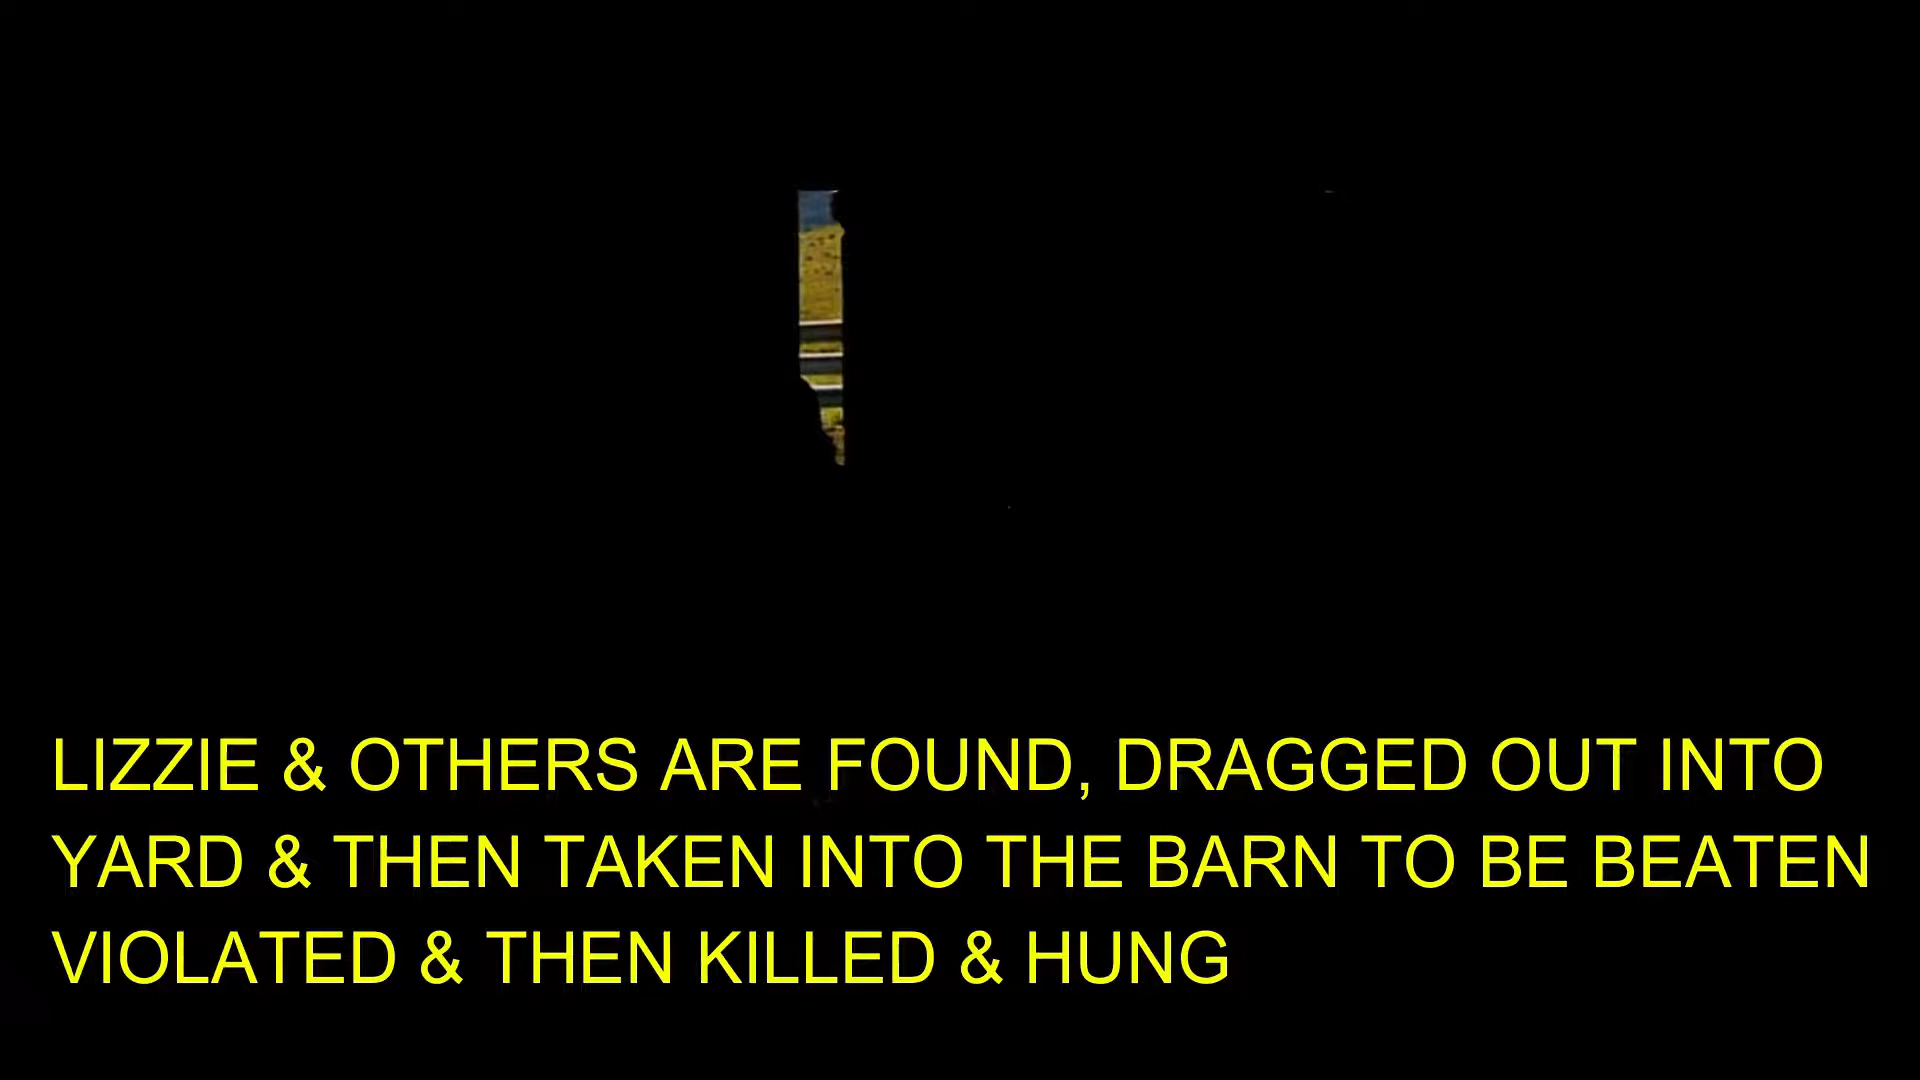 LIZZIE & OTHERS ARE FOUND, DRAGGED OUT INTO
YARD & THEN TAKEN INTO THE BARN TO BE BEATEN
VIOLATED & THEN KILLED & HUNG